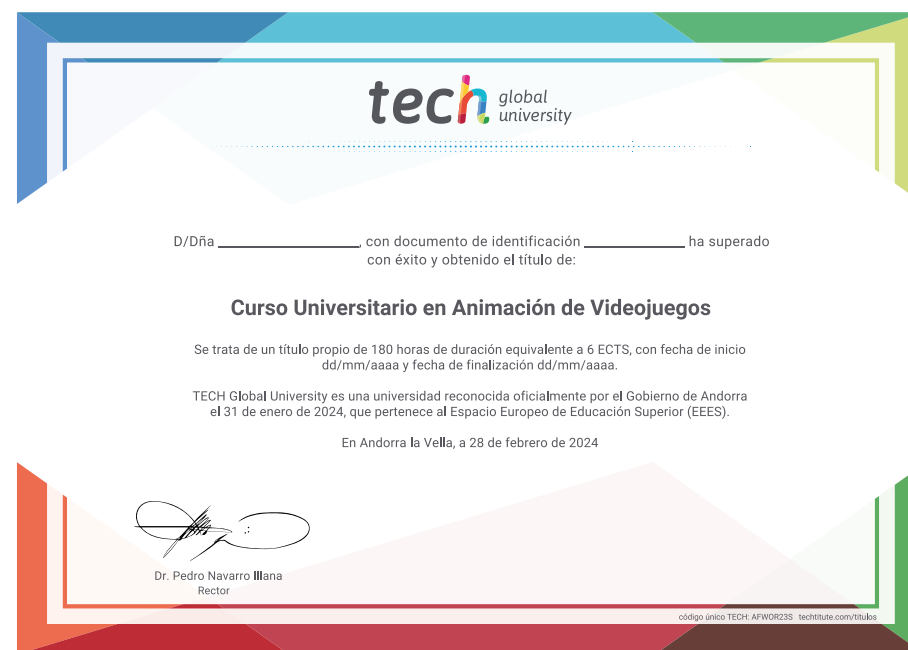 tech global university
D/Dña ____________, con documento de identificación ____________ ha superado
con éxito y obtenido el título de:
Curso Universitario en Animación de Videojuegos
Se trata de un título propio de 180 horas de duración equivalente a 6 ECTS, con fecha de inicio
dd/mm/aaaa y fecha de finalización dd/mm/aaaa.
TECH Global University es una universidad reconocida oficialmente por el Gobierno de Andorra
el 31 de enero de 2024, que pertenece al Espacio Europeo de Educación Superior (EEES).
En Andorra la Vella, a 28 de febrero de 2024
Dr. Pedro Navarro Illana
Rector
código único TECH: AFWOR23S techtitute.com/titulos